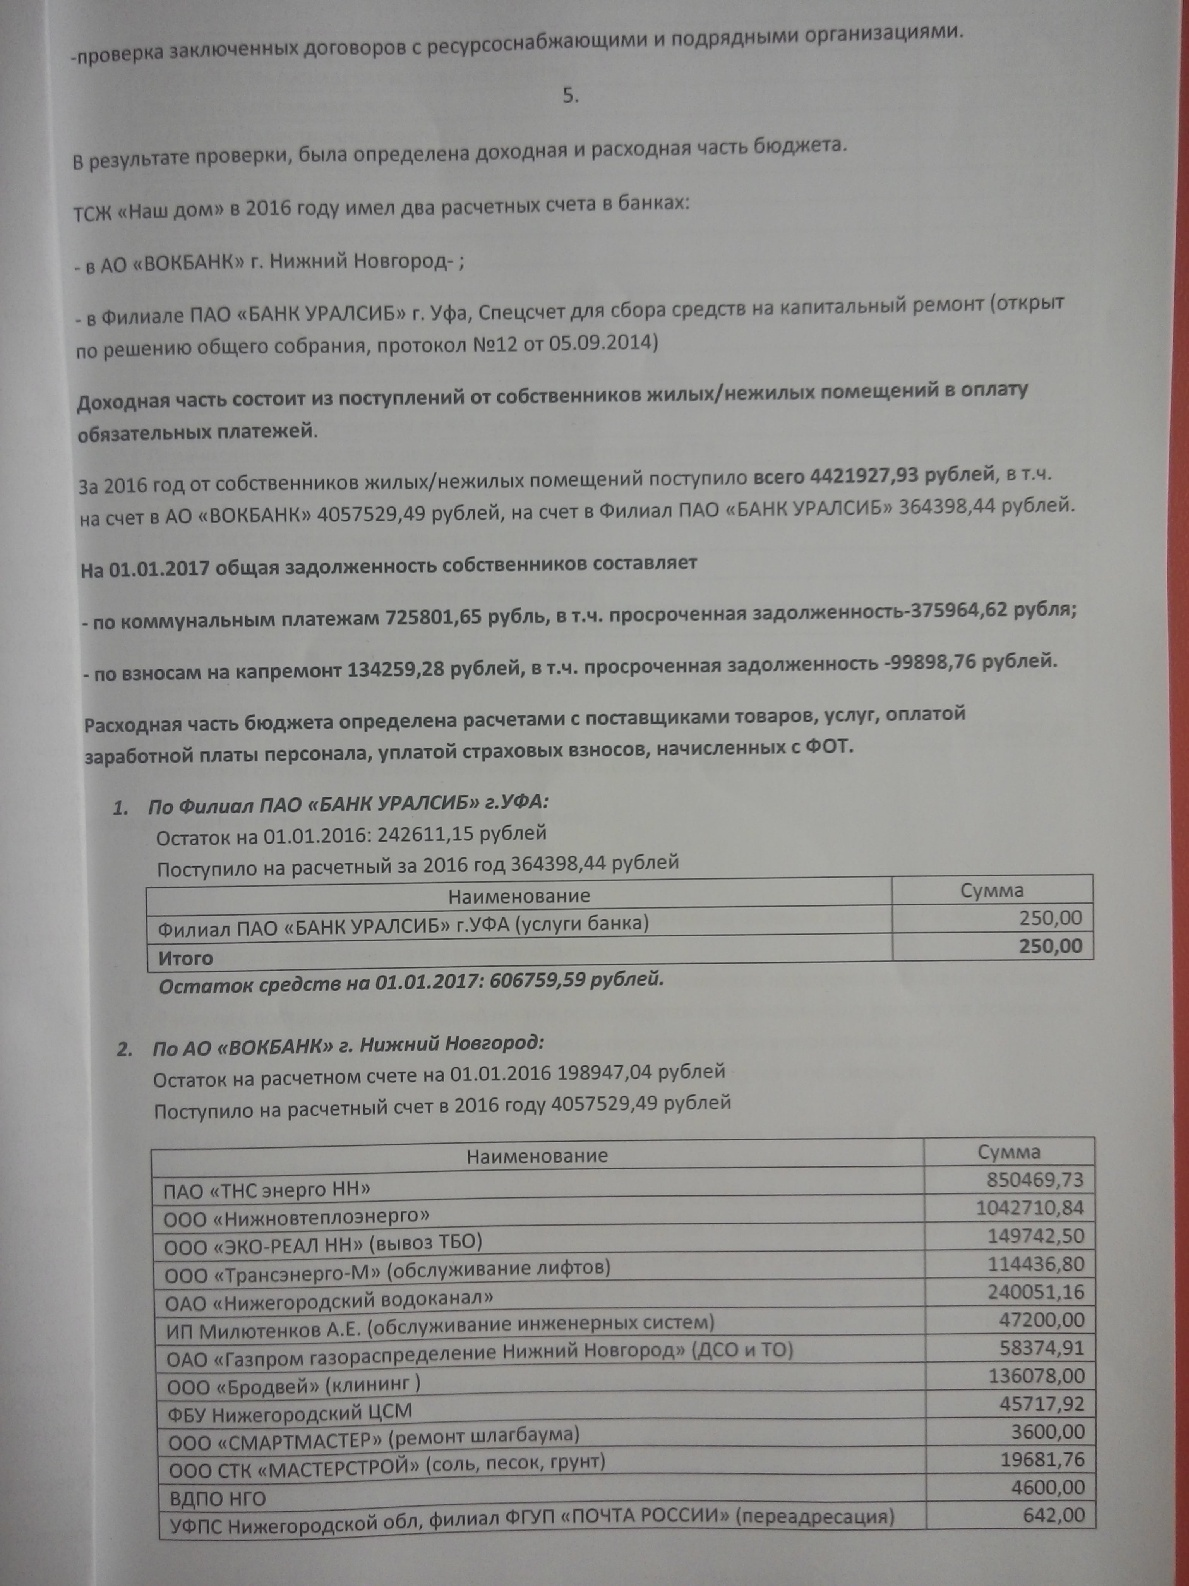 -проверка заключенных договоров с ресурсоснабжающими и подрядными организациями.
5.
В результате проверки, была определена доходная и расходная часть бюджета.
ТСЖ «Наш дом» в 2016 году имел два расчетных счета в банках:
- в АО «ВОКБАНК» г. Нижний Новгород- ;
- в Филиале ПАО «БАНК УРАЛСИБ» г. Уфа, Спецсчет для сбора средств на капитальный ремонт (открыт
по решению общего собрания, протокол №12 от 05.09.2014)
Доходная часть состоит из поступлений от собственников жилых/нежилых помещений в оплату
обязательных платежей.
За 2016 год от собственников жилых/нежилых помещений поступило всего 4421927,93 рублей, в т.ч.
на счет в АО «ВОКБАНК» 4057529,49 рублей, на счет в Филиал ПАО «БАНК УРАЛСИБ» 364398,44 рублей.
На 01.01.2017 общая задолженность собственников составляет
- по коммунальным платежам 725801,65 рубль, в т.ч. просроченная задолженность-375964,62 рубля;
- по взносам на капремонт 134259,28 рублей, в т.ч. просроченная задолженность -99898,76 рублей.
Расходная часть бюджета определена расчетами с поставщиками товаров, услуг, оплатой
заработной платы персонала, уплатой страховых взносов, начисленных с ФОТ.
1. По Филиал ПАО «БАНК УРАЛСИБ» г.УФА:
Остаток на 01.01.2016: 242611,15 рублей
Поступило на расчетный за 2016 год 364398,44 рублей
Наименование Сумма
Филиал ПАО «БАНК УРАЛСИБ» г.УФА (услуги банка) 250,00
Итого 250,00
Остаток средств на 01.01.2017: 606759,59 рублей.
2. По АО «ВОКБАНК» г. Нижний Новгород:
Остаток на расчетном счете на 01.01.2016 198947,04 рублей
Поступило на расчетный счет в 2016 году 4057529,49 рублей
Наименование Сумма
ПАО «ТНС энерго НН» 850469,73
ООО «Нижновтеплоэнерго» 1042710,84
ООО «ЭКО-РЕАЛ НН» (вывоз ТБО) 149742,50
ООО «Трансэнерго-М» (обслуживание лифтов) 114436,80
ОАО «Нижегородский водоканал» 240051,16
ИП Милютенков А.Е. (обслуживание инженерных систем) 47200,00
ОАО «Газпром газораспределение Нижний Новгород» (ДСО и ТО) 58374,91
ООО «Бродвей» (клининг ) 136078,00
ФБУ Нижегородский ЦСМ 45717,92
ООО «СМАРТМАСТЕР» (ремонт шлагбаума) 3600,00
ООО СТК «МАСТЕРСТРОЙ» (соль, песок, грунт) 19681,76
ВДПО НГО 4600,00
УФПС Нижегородской обл, филиал ФГУП «ПОЧТА РОССИИ» (переадресация) 642,00